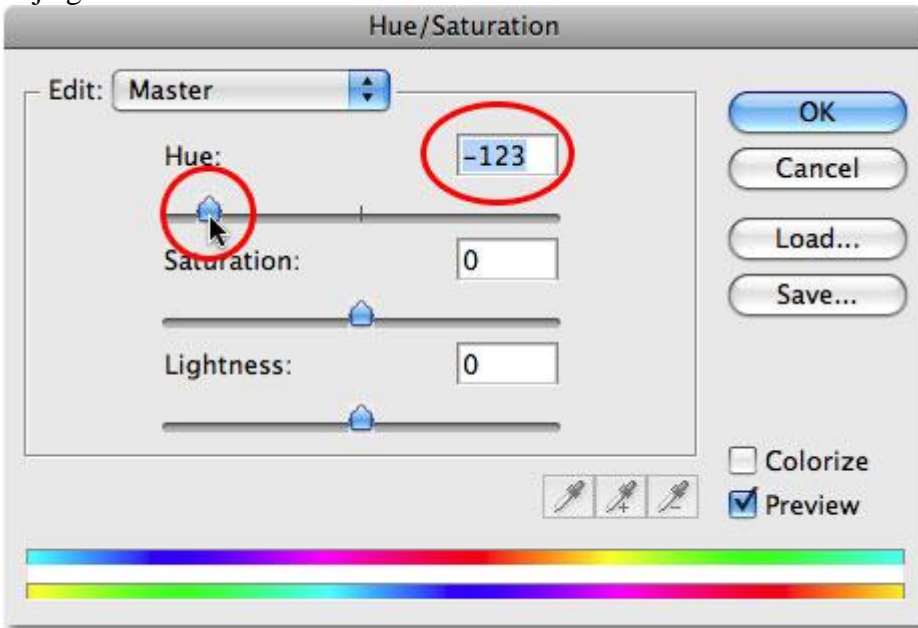 Hue/Saturation
Edit: Master
OK
Hue: -123
Cancel
Load...
Saturation: 0
Save...
Lightness: 0
Colorize
Preview